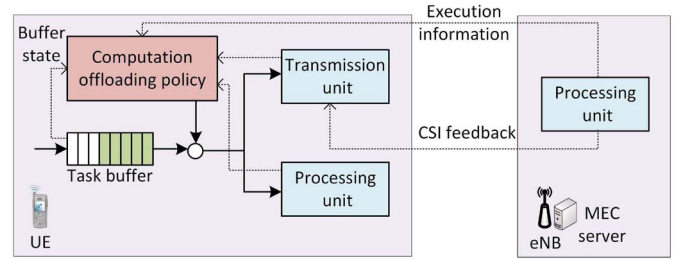 Execution
information
Buffer
state
Computation
offloading policy
Transmission
unit
Processing
unit
CSI feedback
Task buffer
Processing
unit
UE
eNB
MEC
server